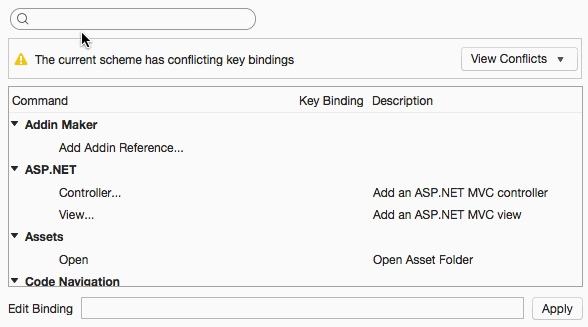 The current scheme has conflicting key bindings View Conflicts
Command Key Binding Description
Addin Maker
Add Addin Reference...
ASP.NET
Controller... Add an ASP.NET MVC controller
View... Add an ASP.NET MVC view
Assets
Open Open Asset Folder
Code Navigation
Edit Binding Apply